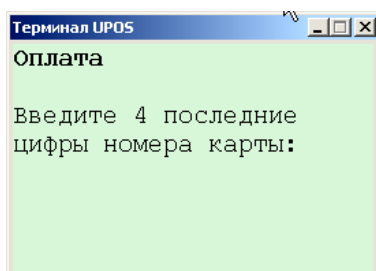 Терминал UPOS
Оплата
Введите 4 последние
цифры номера карты: